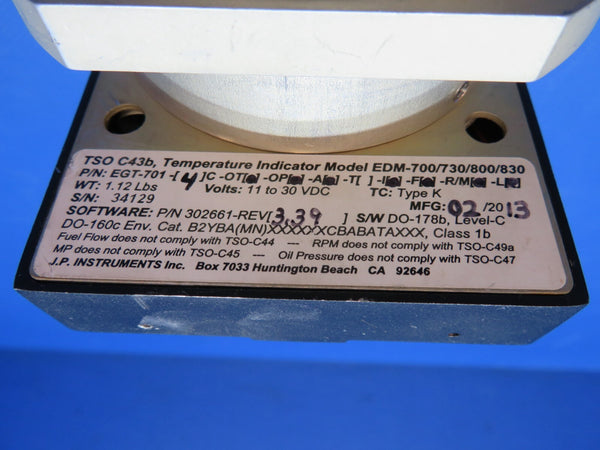 TSO C43b, Temperature Indicator Model EDM-700/730/800/830
P/N: EGT-701-[4]C -OT[■] -OP[■] -A[■] -T[ ] -I[■] -F[■] -R/M[■] -L[■]
WT: 1.12 Lbs Volts: 11 to 30 VDC TC: Type K
S/N: 34129 MFG: 02/2013
SOFTWARE: P/N 302661-REV[3.39 ] S/W DO-178b, Level-C
DO-160c Env. Cat. B2YBA(MN)XXXXXXCBABATAXXX, Class 1b
Fuel Flow does not comply with TSO-C44 --- RPM does not comply with TSO-C49a
MP does not comply with TSO-C45 --- Oil Pressure does not comply with TSO-C47
J.P. INSTRUMENTS Inc. Box 7033 Huntington Beach CA 92646